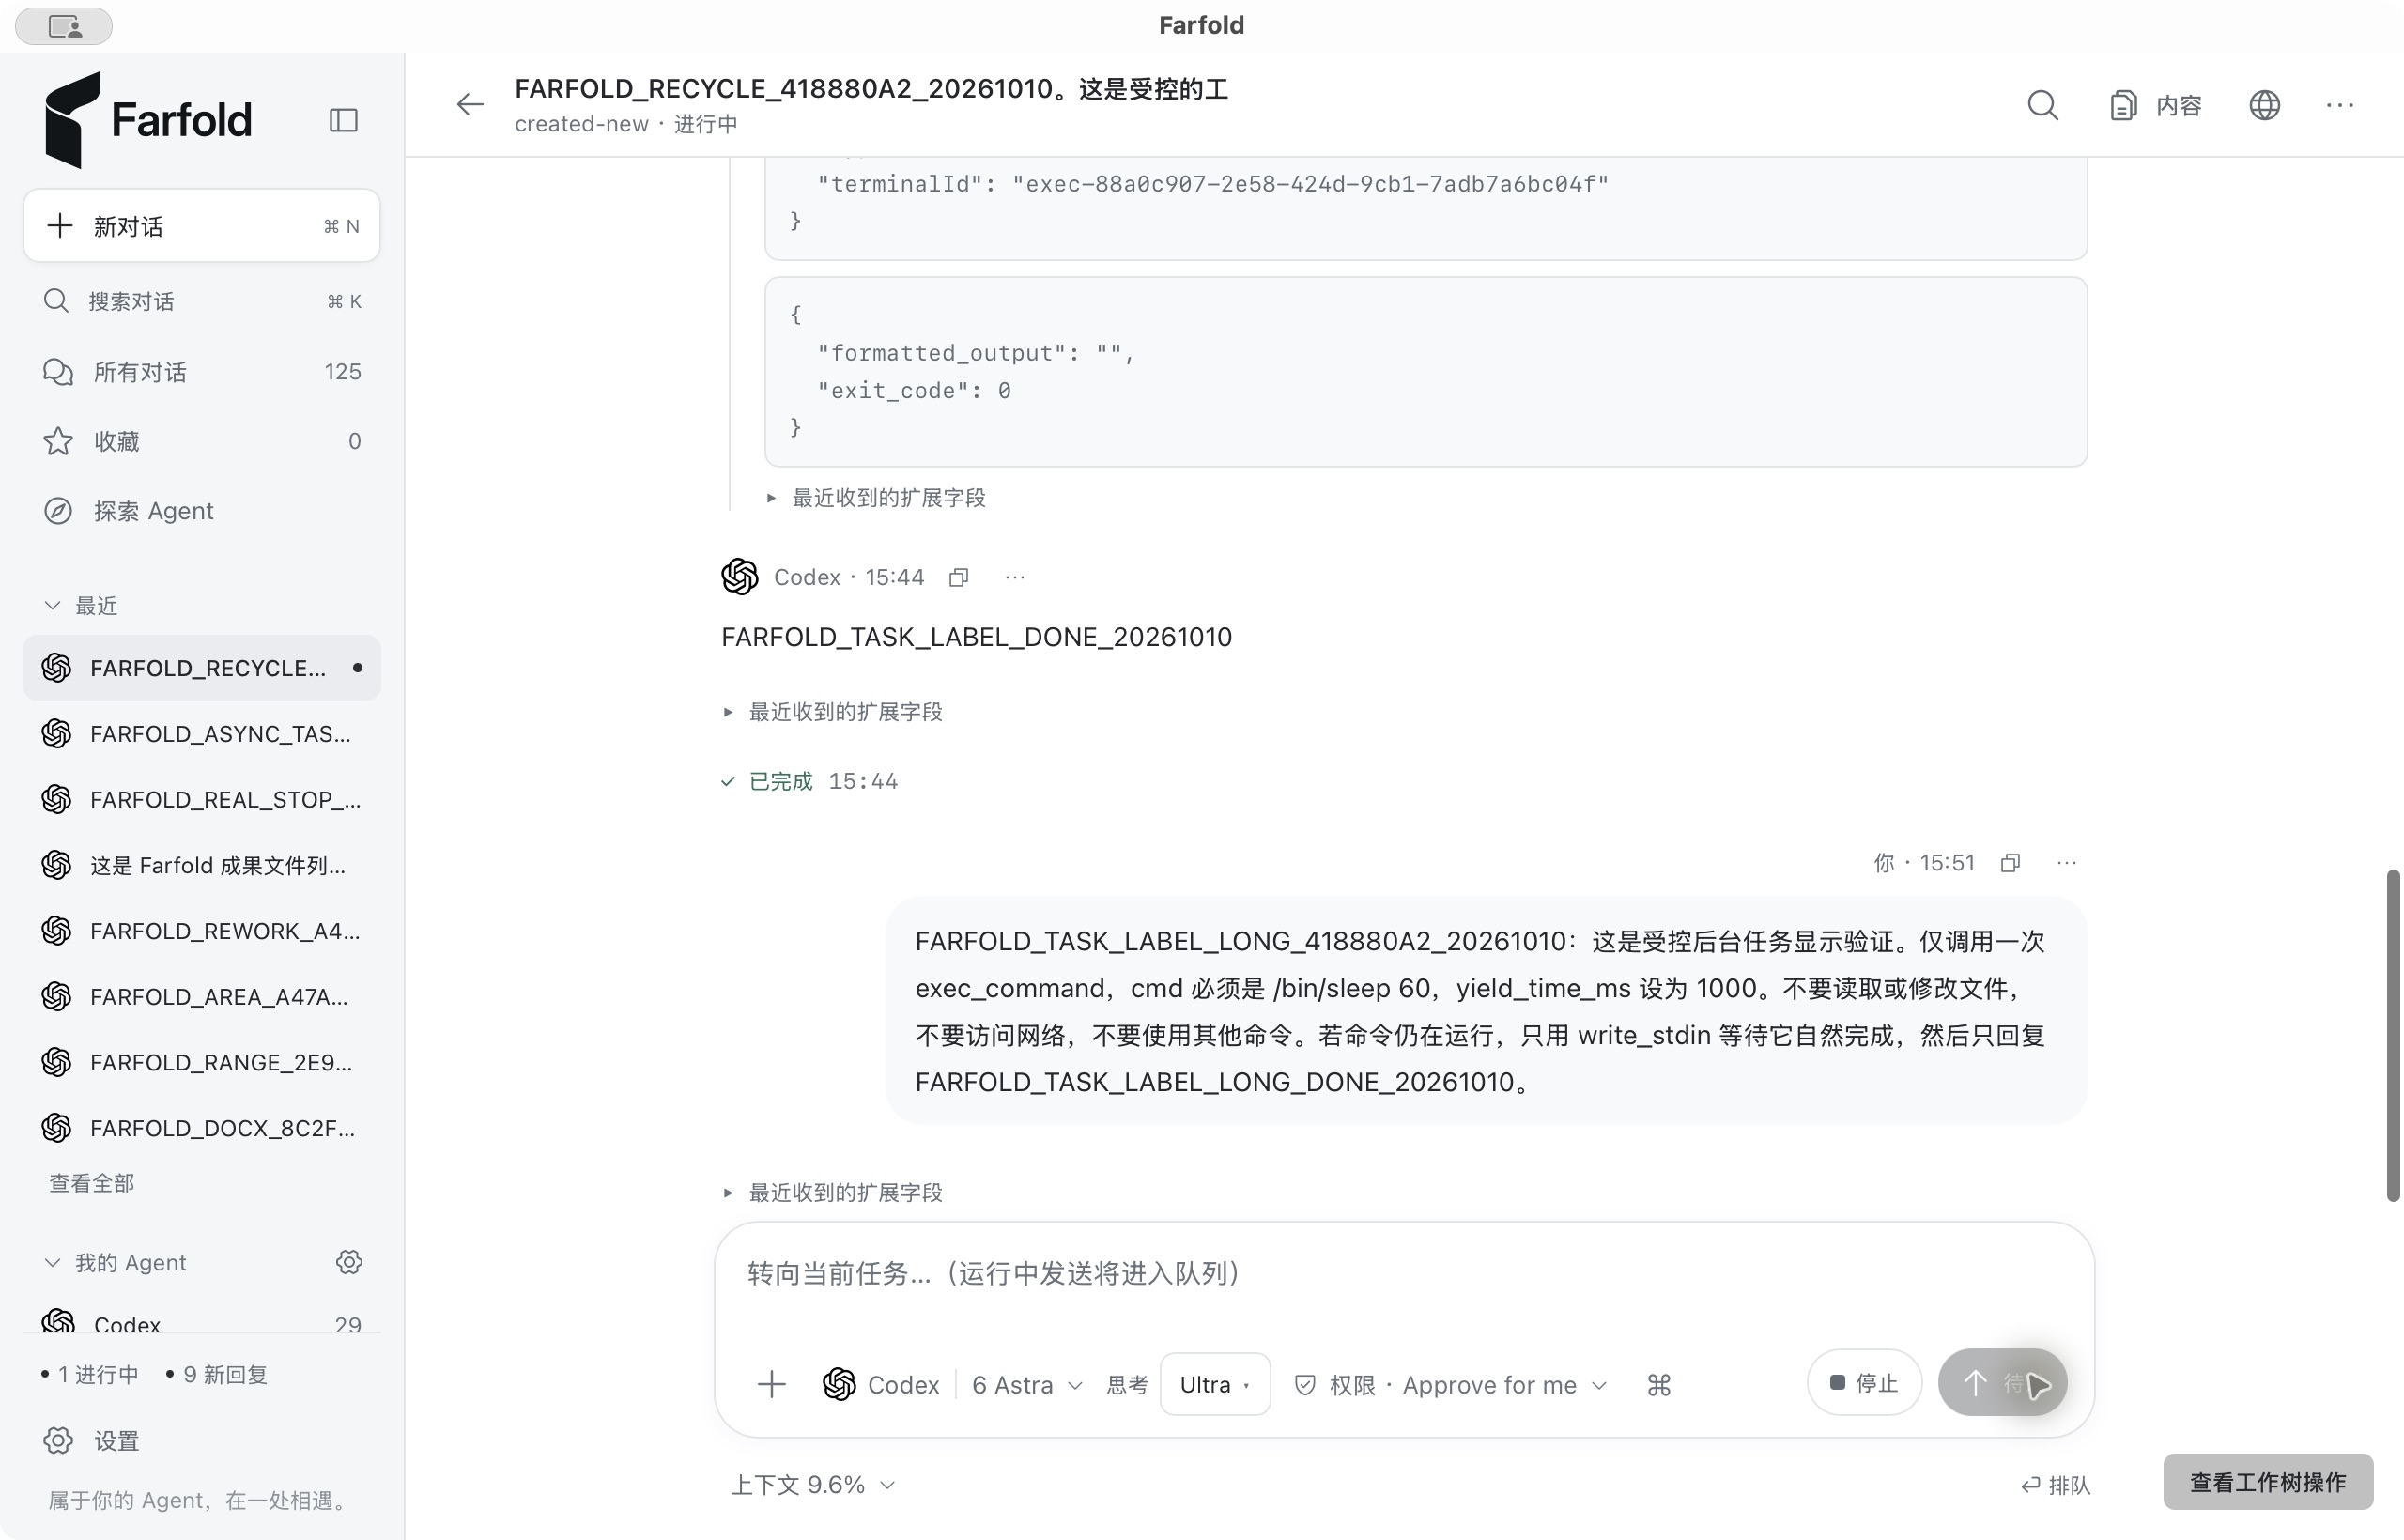 Farfold
Farfold
新对话
⌘ N
搜索对话
⌘ K
所有对话
125
收藏
0
探索 Agent
最近
FARFOLD_RECYCLE...
FARFOLD_ASYNC_TAS...
FARFOLD_REAL_STOP_...
这是 Farfold 成果文件列...
FARFOLD_REWORK_A4...
FARFOLD_AREA_A47A...
FARFOLD_RANGE_2E9...
FARFOLD_DOCX_8C2F...
查看全部
我的 Agent
Codex
29
1 进行中
9 新回复
设置
属于你的 Agent，在一处相遇。
FARFOLD_RECYCLE_418880A2_20261010。这是受控的工
created-new · 进行中
内容
"terminalId": "exec-88a0c907-2e58-424d-9cb1-7adb7a6bc04f"
}
{
"formatted_output": "",
"exit_code": 0
}
最近收到的扩展字段
Codex · 15:44
FARFOLD_TASK_LABEL_DONE_20261010
最近收到的扩展字段
已完成 15:44
你 · 15:51
FARFOLD_TASK_LABEL_LONG_418880A2_20261010：这是受控后台任务显示验证。仅调用一次
exec_command，cmd 必须是 /bin/sleep 60，yield_time_ms 设为 1000。不要读取或修改文件，
不要访问网络，不要使用其他命令。若命令仍在运行，只用 write_stdin 等待它自然完成，然后只回复
FARFOLD_TASK_LABEL_LONG_DONE_20261010。
最近收到的扩展字段
转向当前任务...（运行中发送将进入队列）
Codex
6 Astra
思考
Ultra
权限 · Approve for me
⌘
停止
待
上下文 9.6%
排队
查看工作树操作